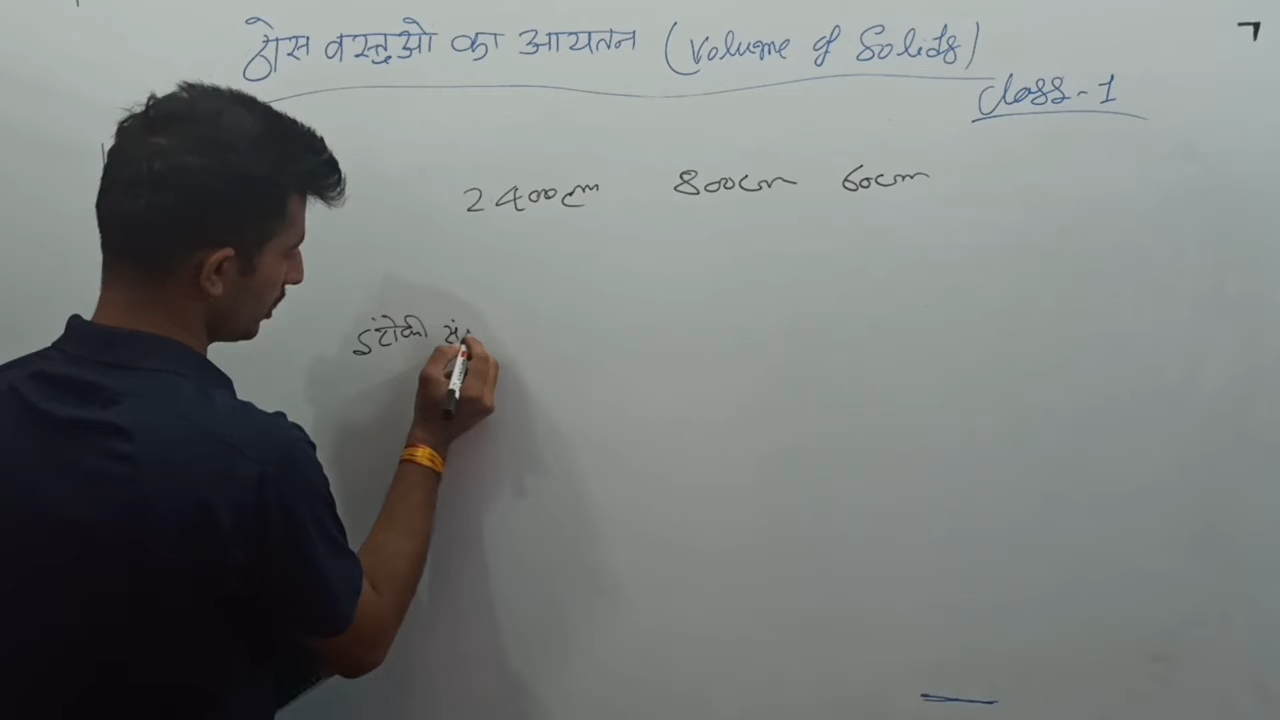 ठोस वस्तुओ का आयतन (Volume of Solids)
Class-1
2400cm 800cm 60cm
इंटोकी सं